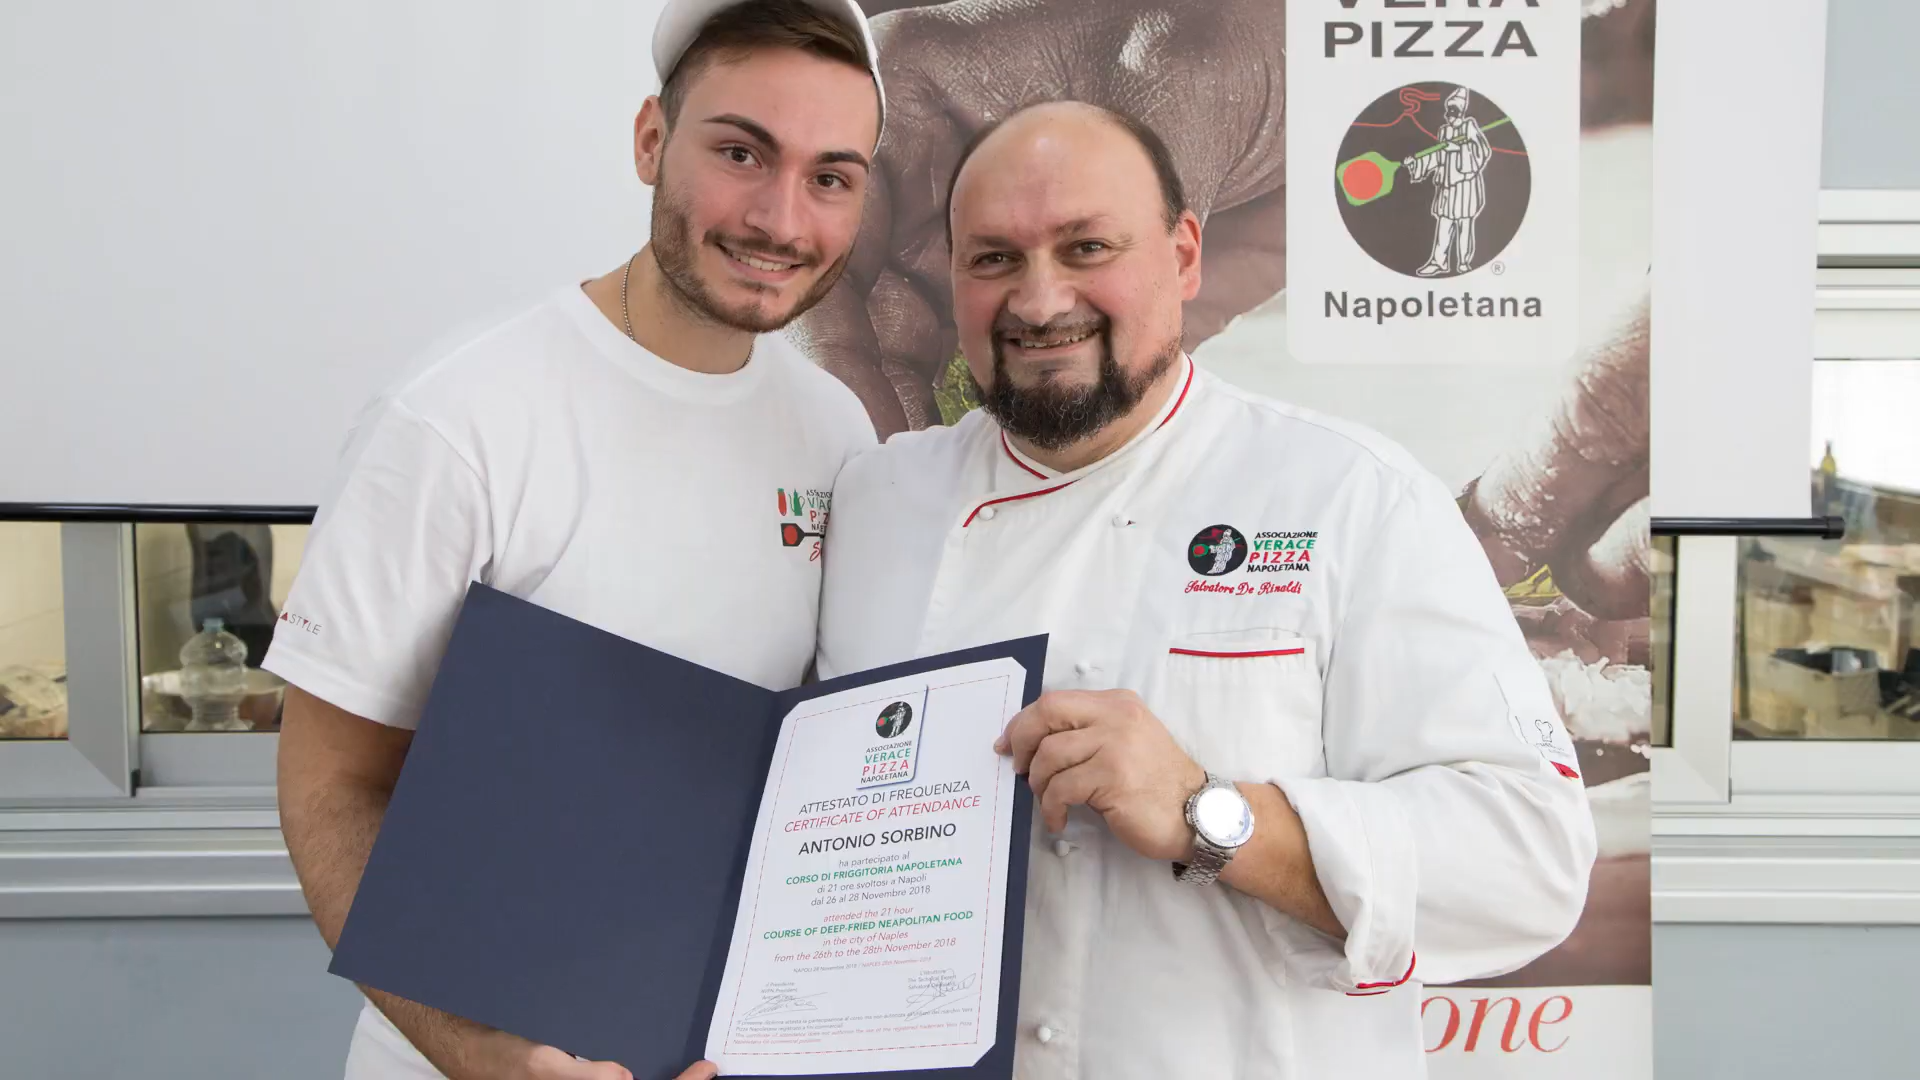 PIZZA
Napoletana
ASSOCIAZIONE
VERACE
PIZZA
NAPOLETANA
Salvatore De Rinaldi
STYLE
ASSOCIAZIONE
VERACE
PIZZA
NAPOLETANA
ATTESTATO DI FREQUENZA
CERTIFICATE OF ATTENDANCE
ANTONIO SORBINO
ha partecipato al
CORSO DI FRIGGITORIA NAPOLETANA
di 21 ore svoltosi a Napoli
dal 26 al 28 Novembre 2018
attended the 21 hour
COURSE OF DEEP-FRIED NEAPOLITAN FOOD
in the city of Naples
from the 26th to the 28th November 2018
one